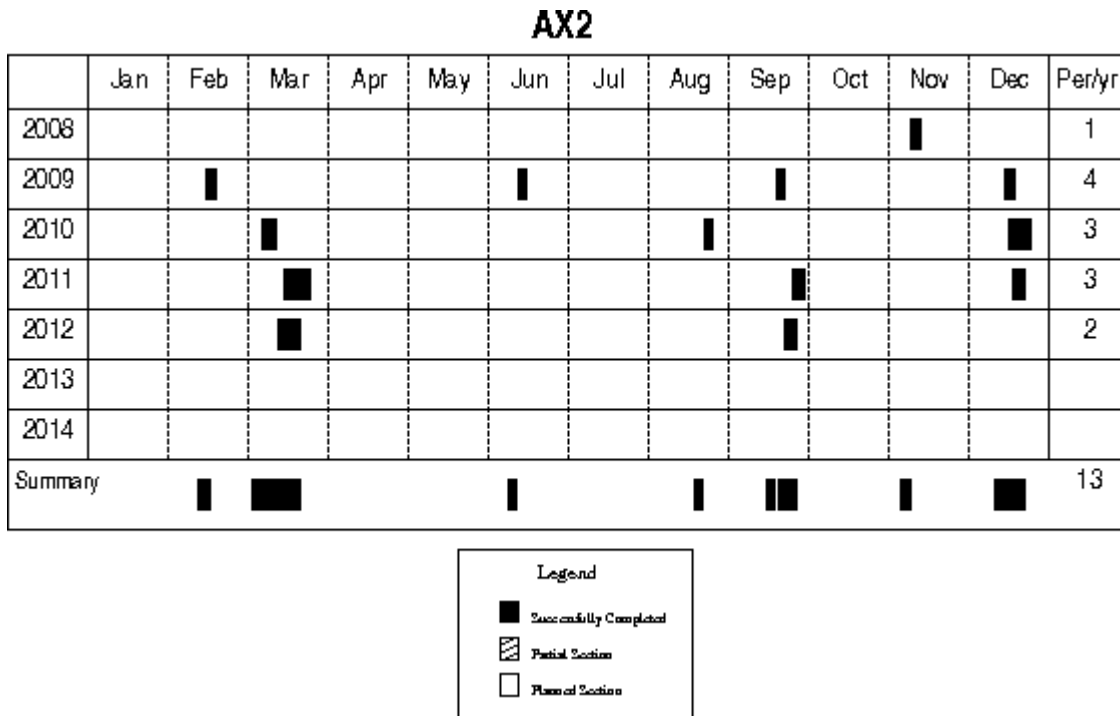 AX2
Jan Feb Mar Apr May Jun Jul Aug Sep Oct Nov Dec Per/yr
2008 1
2009 4
2010 3
2011 3
2012 2
2013
2014
Summary 13
Legend
Successfully Completed
Partial Section
Planned Section